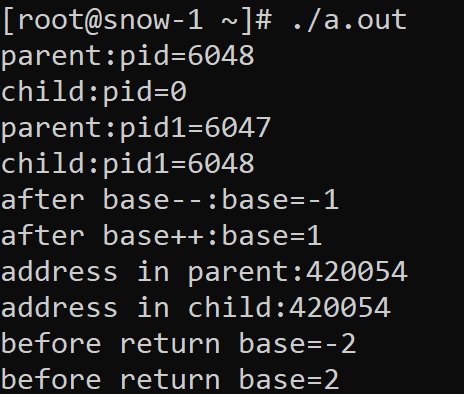 [root@snow-1 ~]# ./a.out
parent:pid=6048
child:pid=0
parent:pid1=6047
child:pid1=6048
after base--:base=-1
after base++:base=1
address in parent:420054
address in child:420054
before return base=-2
before return base=2